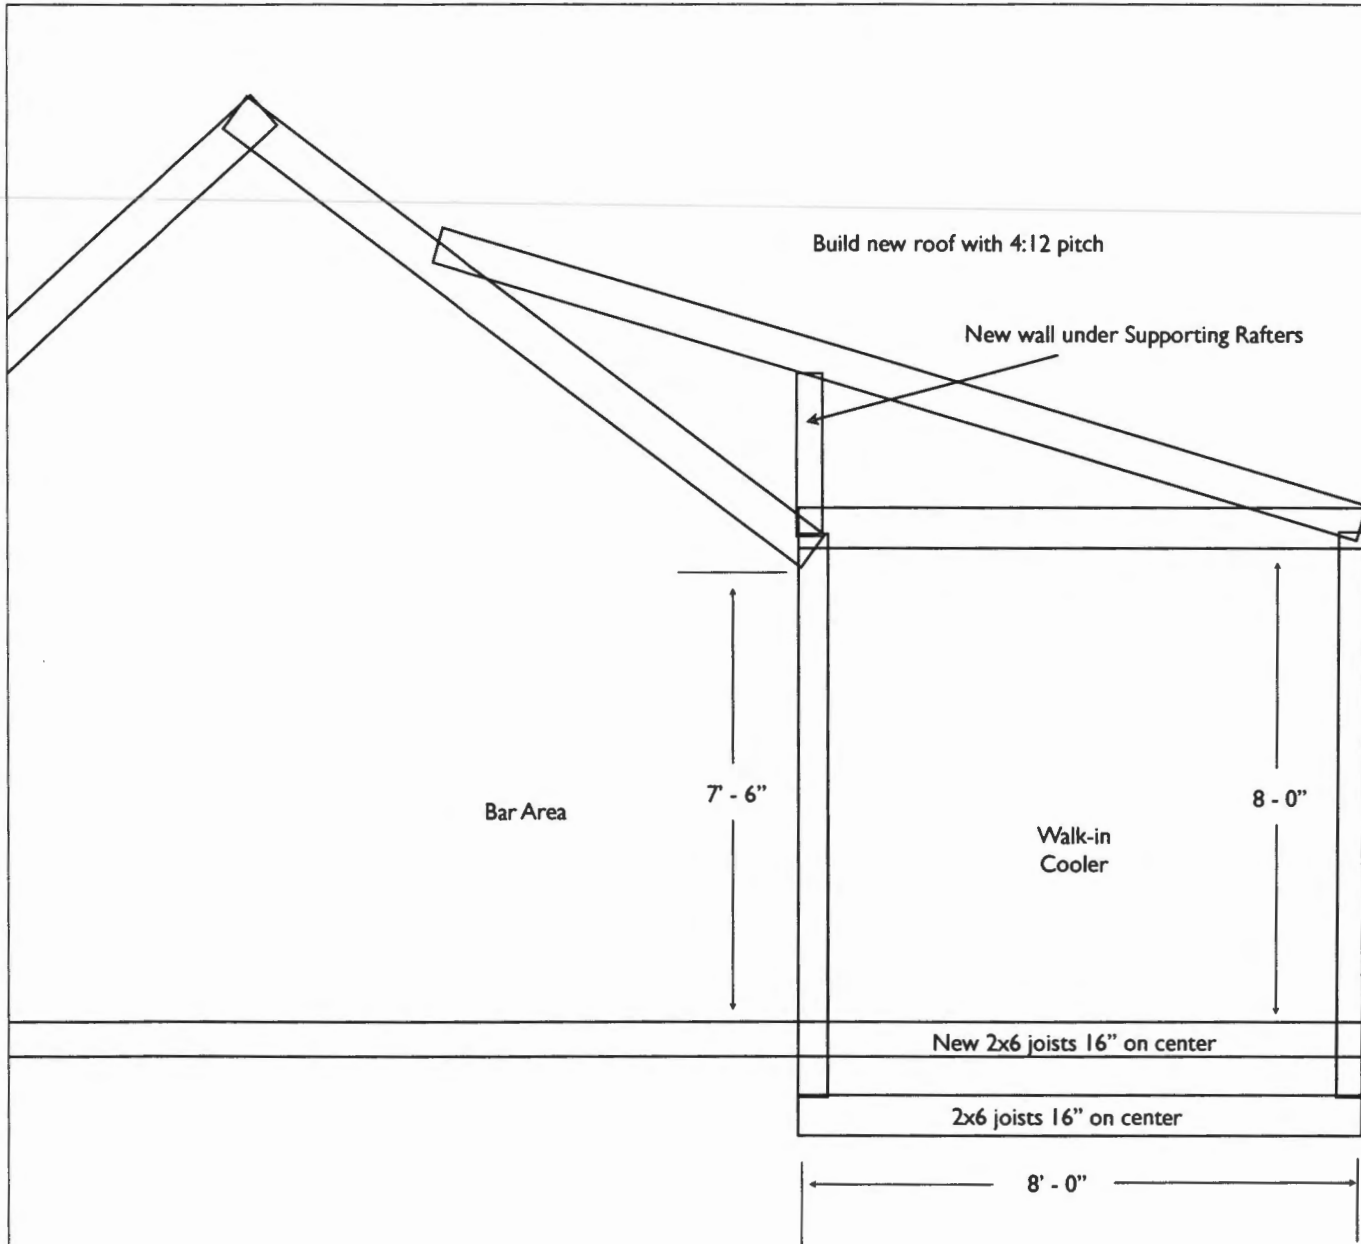 Build new roof with 4:12 pitch
New wall under Supporting Rafters
7' - 6”
8 - 0”
Bar Area
Walk-in
Cooler
New 2x6 joists 16” on center
2x6 joists 16” on center
8' - 0”